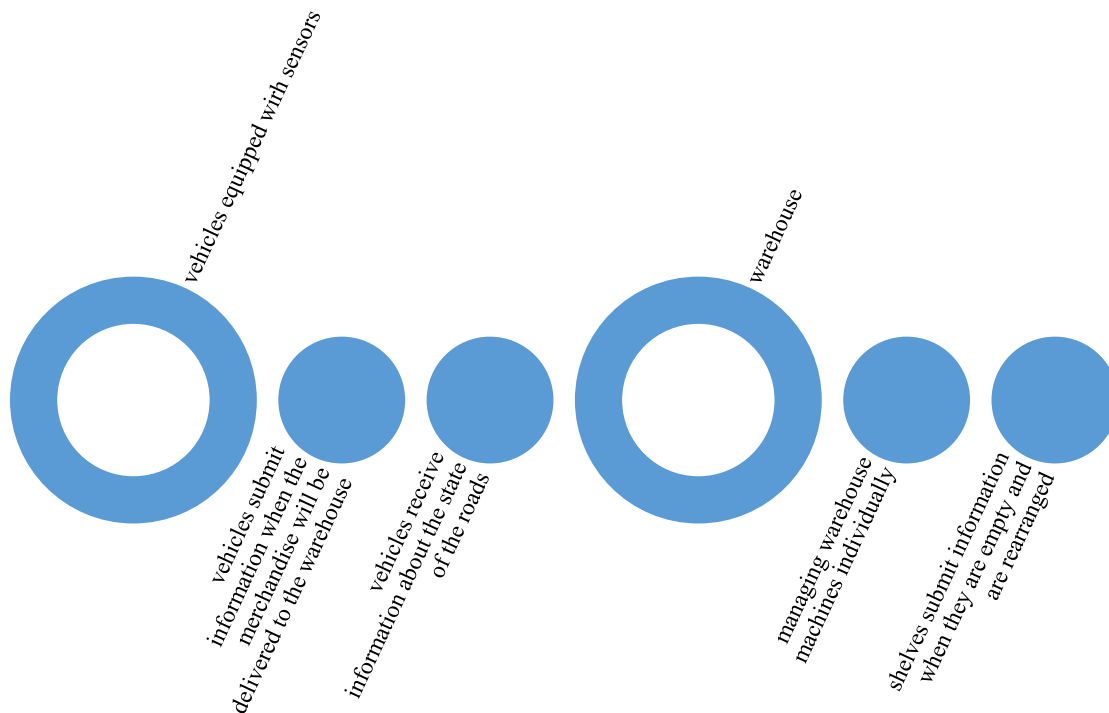 vehicles equipped wirh sensors
vehicles submit
information when the
merchandise will be
delivered to the warehouse
vehicles receive
information about the state
of the roads
warehouse
managing warehouse
machines individually
shelves submit information
when they are empty and
are rearranged